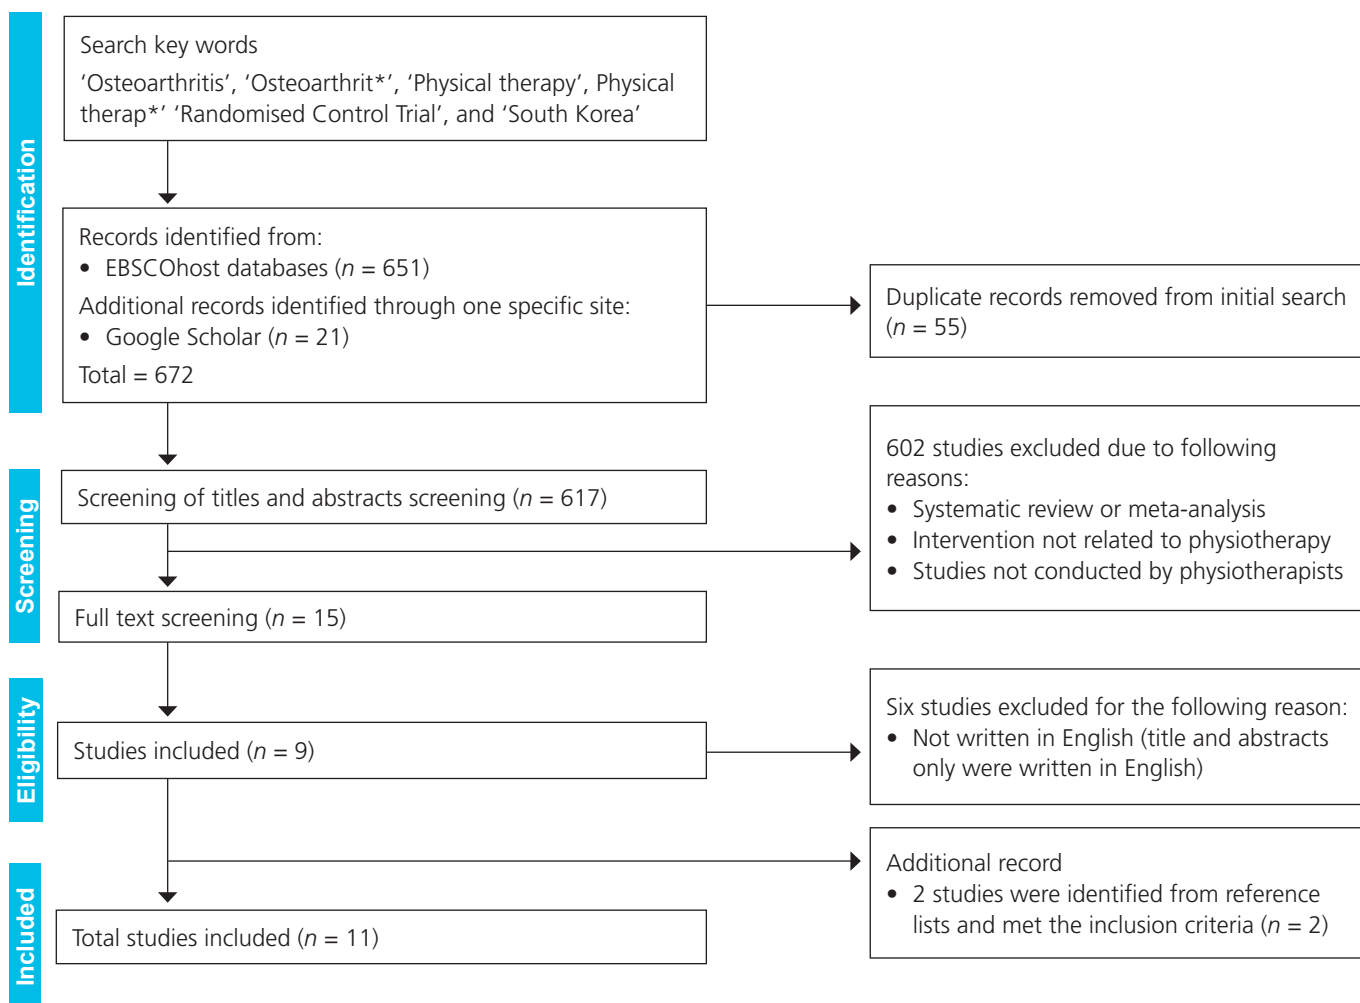 Identification
Search key words
‘Osteoarthritis’, ‘Osteoarthrit*’, ‘Physical therapy’, Physical
therap*’ ‘Randomised Control Trial’, and ‘South Korea’
Records identified from:
• EBSCOhost databases (n = 651)
Additional records identified through one specific site:
• Google Scholar (n = 21)
Total = 672
Duplicate records removed from initial search
(n = 55)
Screening
Screening of titles and abstracts screening (n = 617)
602 studies excluded due to following
reasons:
• Systematic review or meta-analysis
• Intervention not related to physiotherapy
• Studies not conducted by physiotherapists
Full text screening (n = 15)
Eligibility
Studies included (n = 9)
Six studies excluded for the following reason:
• Not written in English (title and abstracts
only were written in English)
Included
Additional record
• 2 studies were identified from reference
lists and met the inclusion criteria (n = 2)
Total studies included (n = 11)